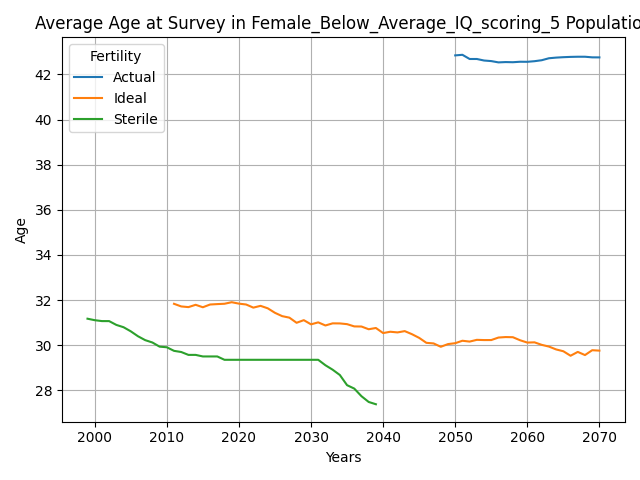 Average Age at Survey in Female_Below_Average_IQ_scoring_5 Populatio
Fertility
Actual
Ideal
Sterile
Age
42
40
38
36
34
32
30
28
2000 2010 2020 2030 2040 2050 2060 2070
Years